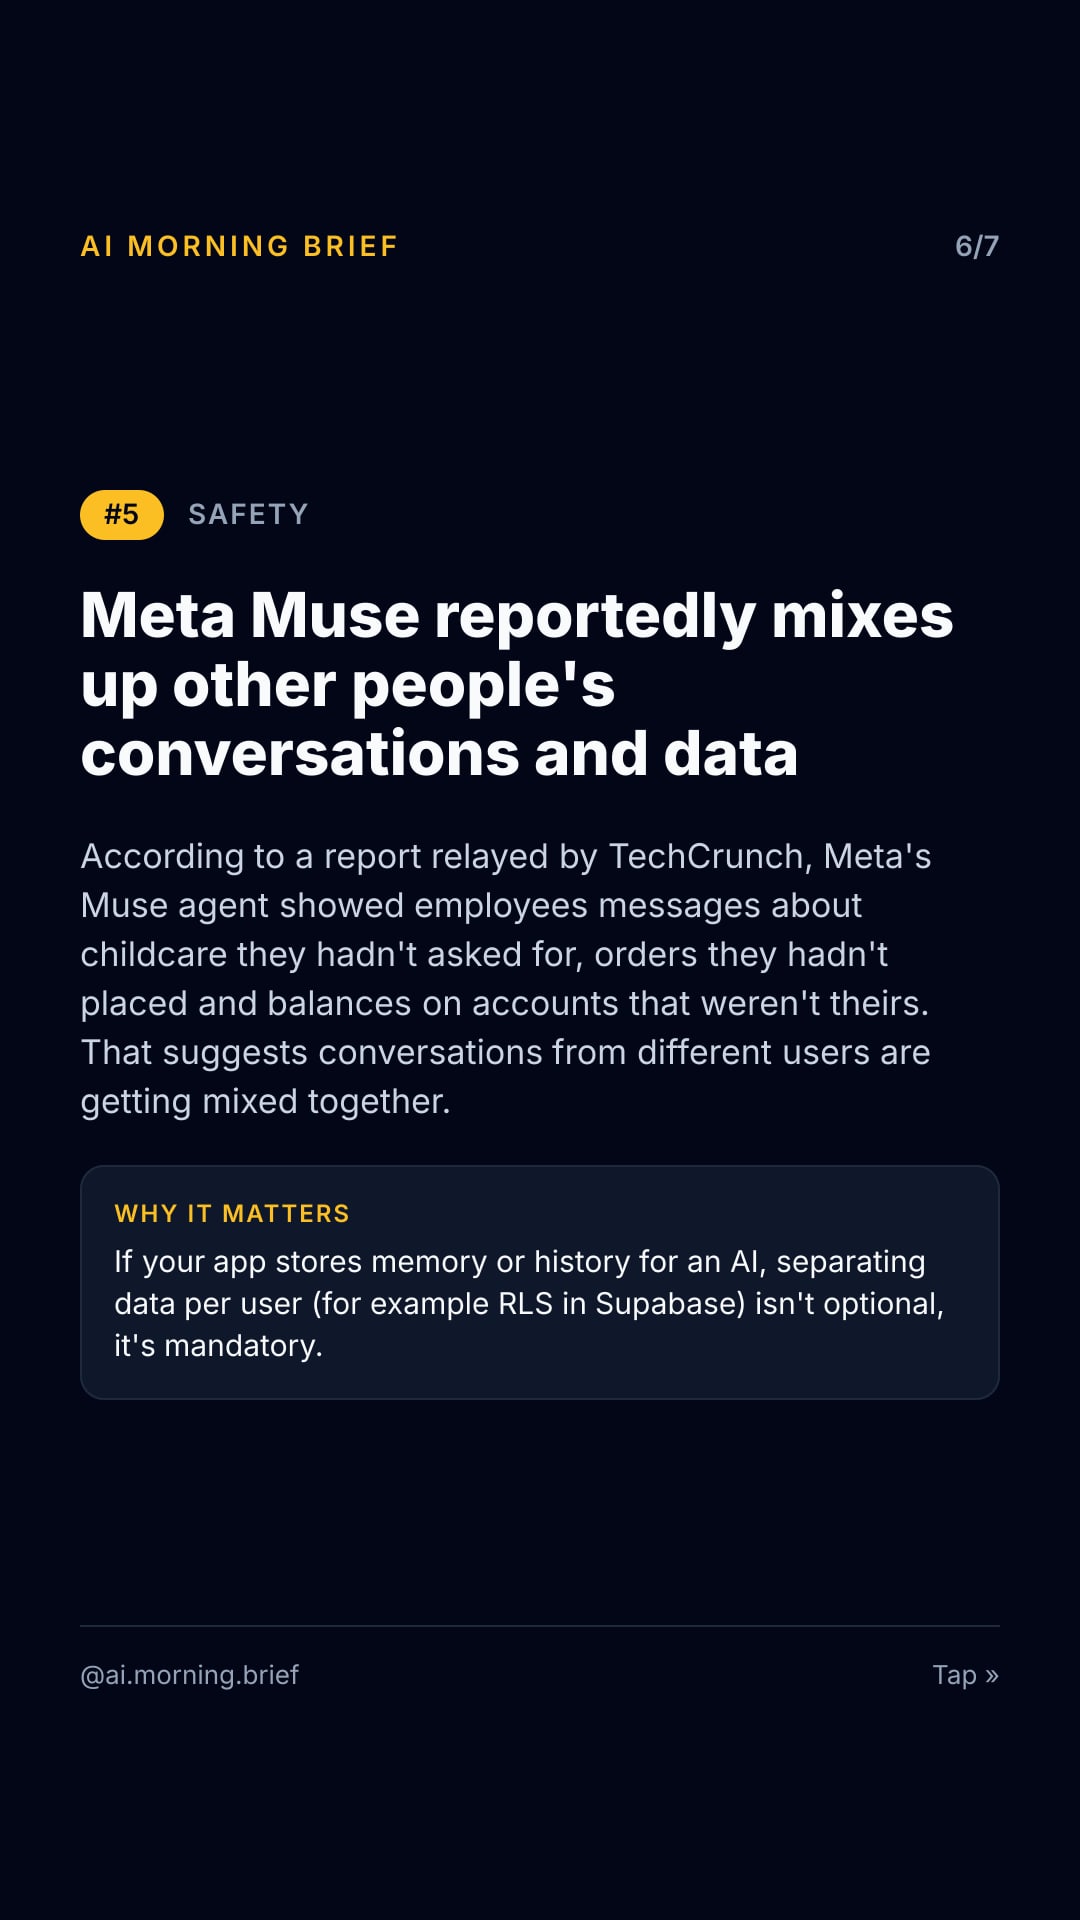 AI MORNING BRIEF
6/7
#5
SAFETY
Meta Muse reportedly mixes
up other people's
conversations and data
According to a report relayed by TechCrunch, Meta's
Muse agent showed employees messages about
childcare they hadn't asked for, orders they hadn't
placed and balances on accounts that weren't theirs.
That suggests conversations from different users are
getting mixed together.
WHY IT MATTERS
If your app stores memory or history for an AI, separating
data per user (for example RLS in Supabase) isn't optional,
it's mandatory.
@ai.morning.brief
Tap »